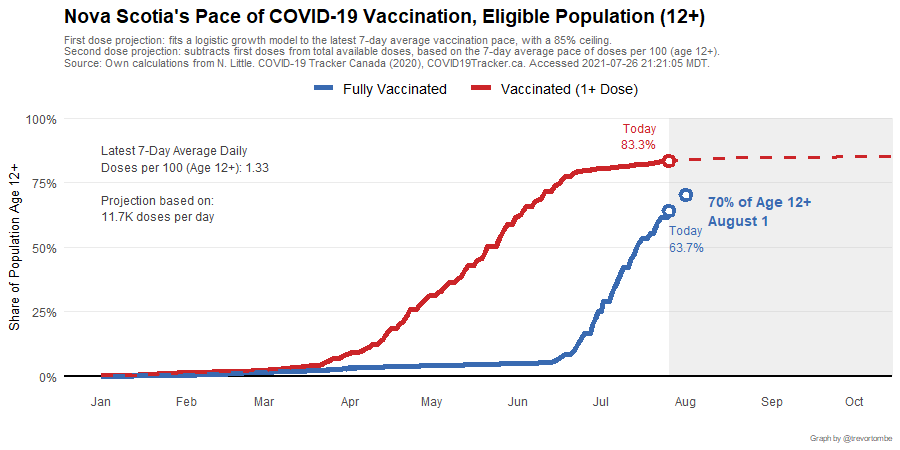 Nova Scotia's Pace of COVID-19 Vaccination, Eligible Population (12+)
First dose projection: fits a logistic growth model to the latest 7-day average vaccination pace, with a 85% ceiling.
Second dose projection: subtracts first doses from total available doses, based on the 7-day average pace of doses per 100 (age 12+).
Source: Own calculations from N. Little. COVID-19 Tracker Canada (2020), COVID19Tracker.ca. Accessed 2021-07-26 21:21:05 MDT.
Fully Vaccinated Vaccinated (1+ Dose)
Share of Population Age 12+
100%
75%
50%
25%
0%
Latest 7-Day Average Daily
Doses per 100 (Age 12+): 1.33
Projection based on:
11.7K doses per day
Today
83.3%
70% of Age 12+
August 1
Today
63.7%
Jan Feb Mar Apr May Jun Jul Aug Sep Oct
Graph by @trevortombe